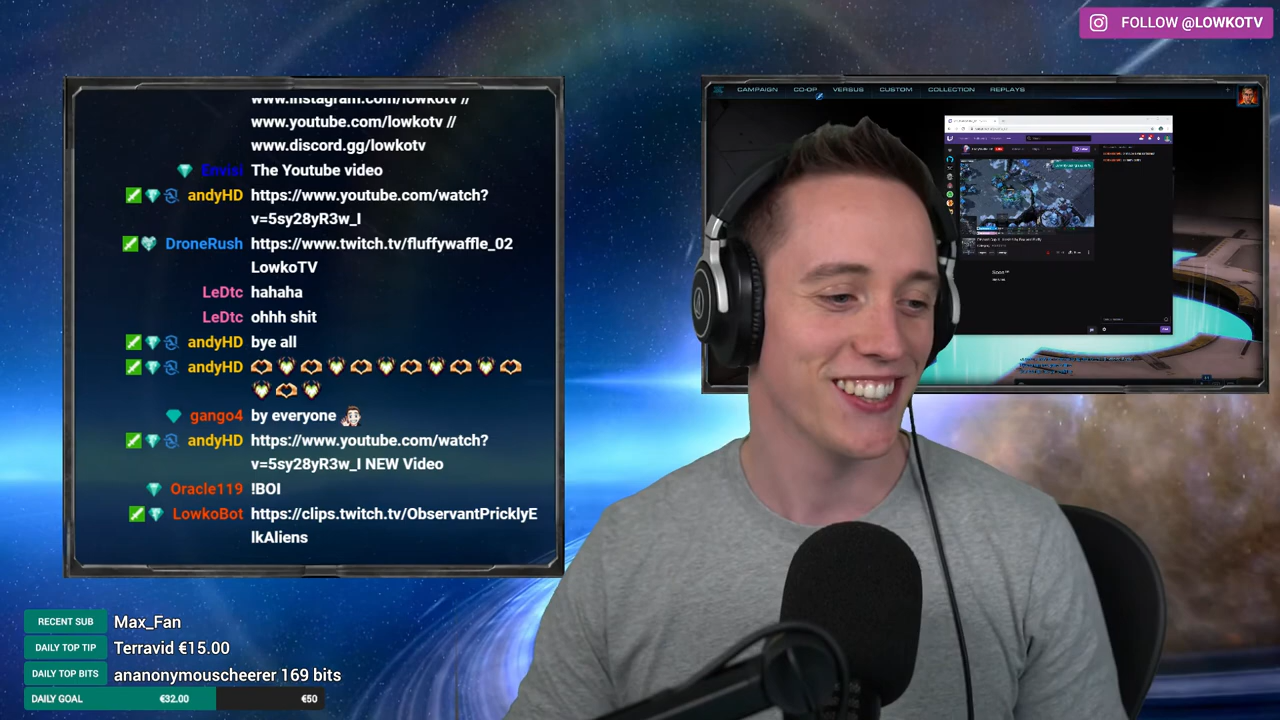 FOLLOW @LOWKOTV
www.instagram.com/lowkotv //
www.youtube.com/lowkotv //
www.discord.gg/lowkotv
Envisi The Youtube video
andyHD https://www.youtube.com/watch?
v=5sy28yR3w_I
DroneRush https://www.twitch.tv/fluffywaffle_02
LowkoTV
LeDtc hahaha
LeDtc ohhh shit
andyHD bye all
andyHD
gango4 by everyone
andyHD https://www.youtube.com/watch?
v=5sy28yR3w_I NEW Video
Oracle119 !BOI
LowkoBot https://clips.twitch.tv/ObservantPricklyE
lkAliens
CAMPAIGN CO-OP VERSUS CUSTOM COLLECTION REPLAYS
Soon™
RECENT SUB Max_Fan
DAILY TOP TIP Terravid €15.00
DAILY TOP BITS ananonymouscheerer 169 bits
DAILY GOAL €32.00 €50